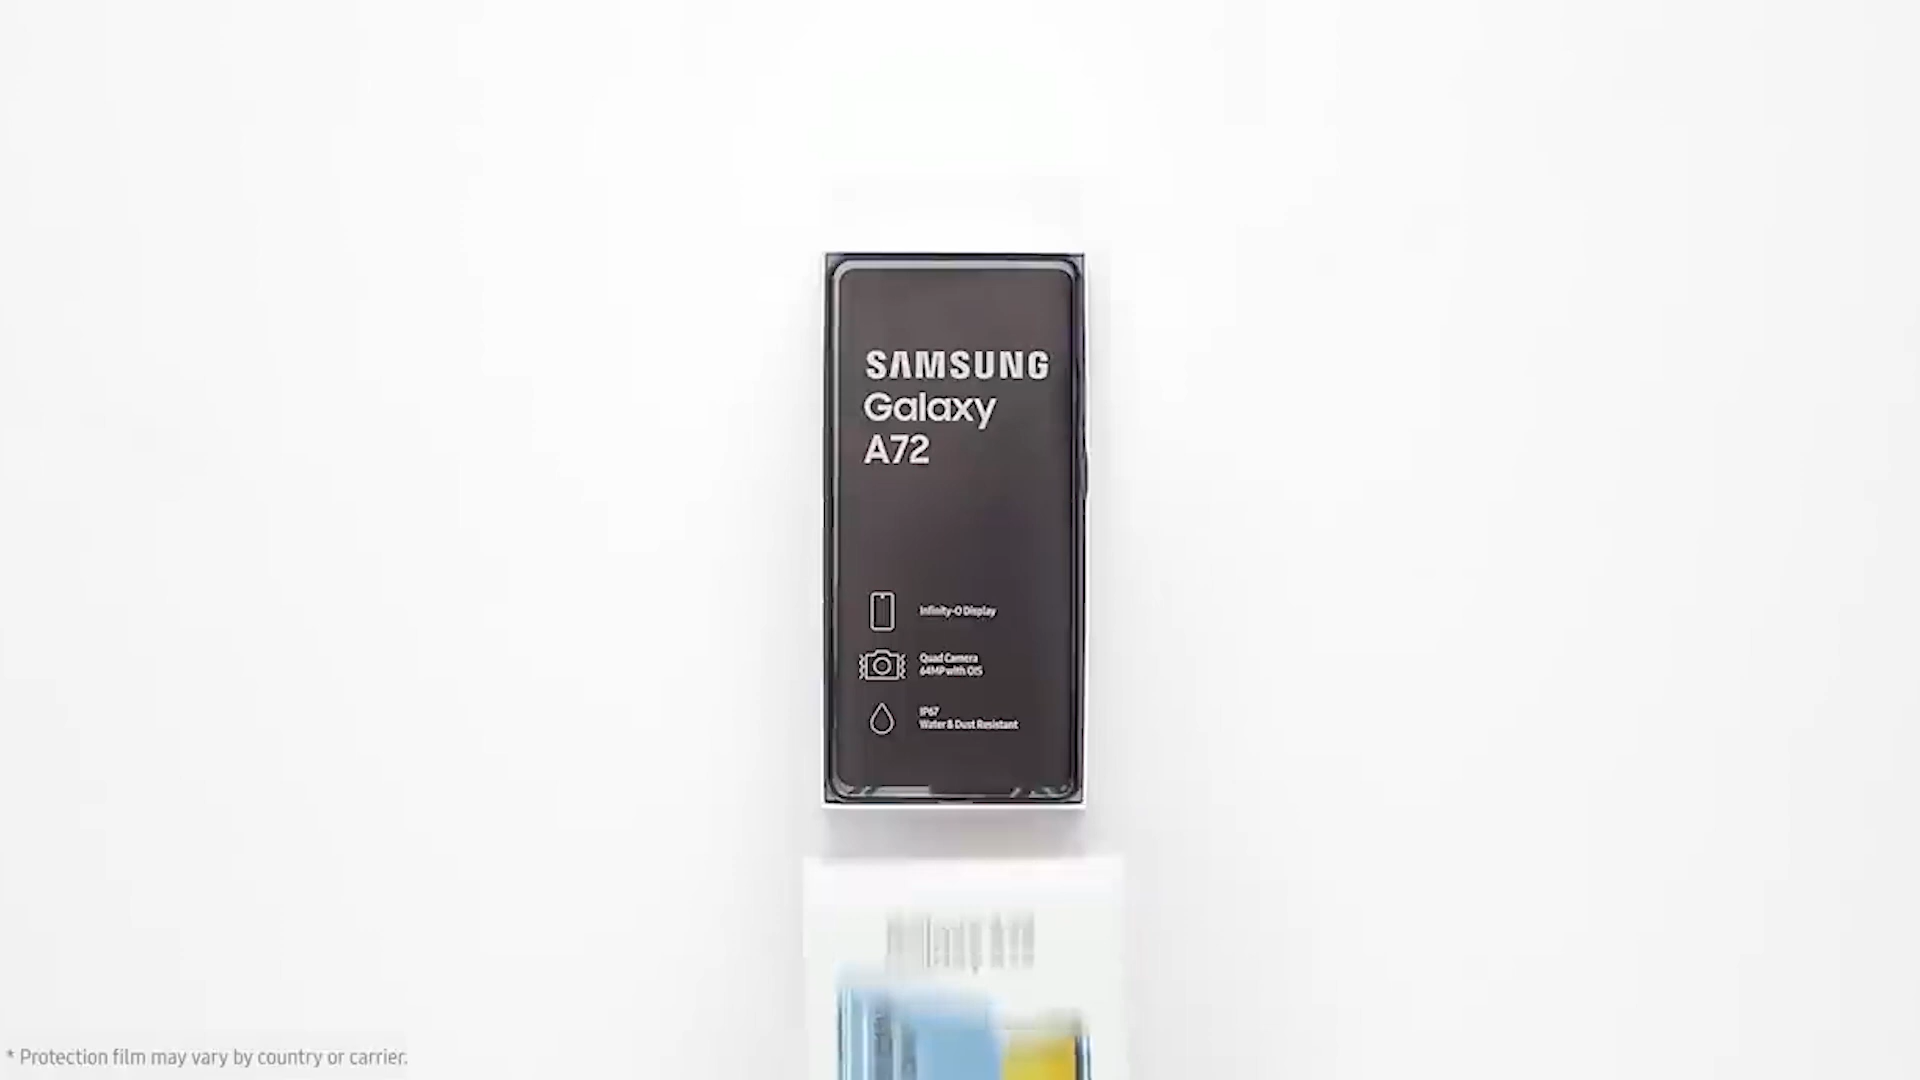 SAMSUNG
Galaxy
A72
Infinity-O Display
Quad Camera
64MP with OIS
IP67
Water & Dust Resistant
* Protection film may vary by country or carrier.